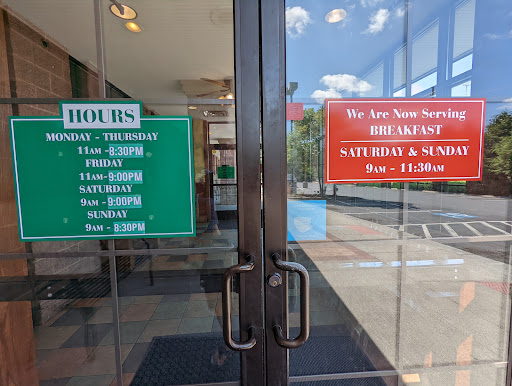 HOURS
MONDAY - THURSDAY
11AM - 8:30PM
FRIDAY
11AM - 9:00PM
SATURDAY
9AM - 9:00PM
SUNDAY
9AM - 8:30PM
We Are Now Serving
BREAKFAST
SATURDAY & SUNDAY
9AM - 11:30AM